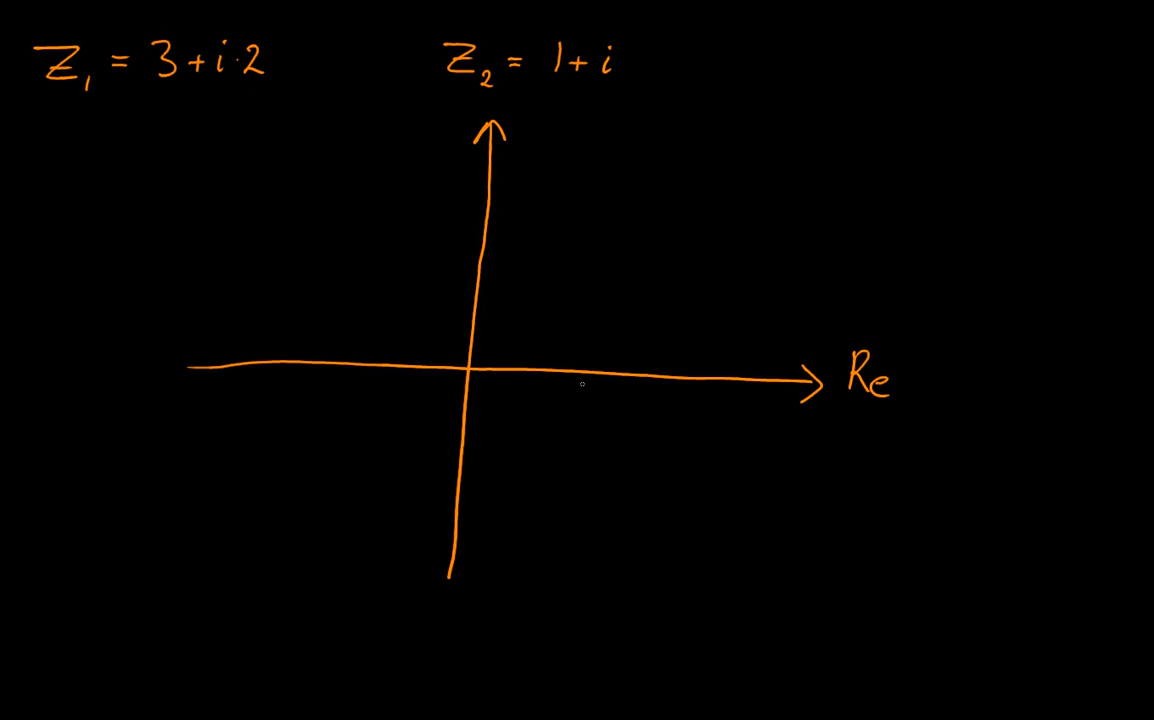 Z₁ = 3 + i·2
Z₂ = 1 + i
Re